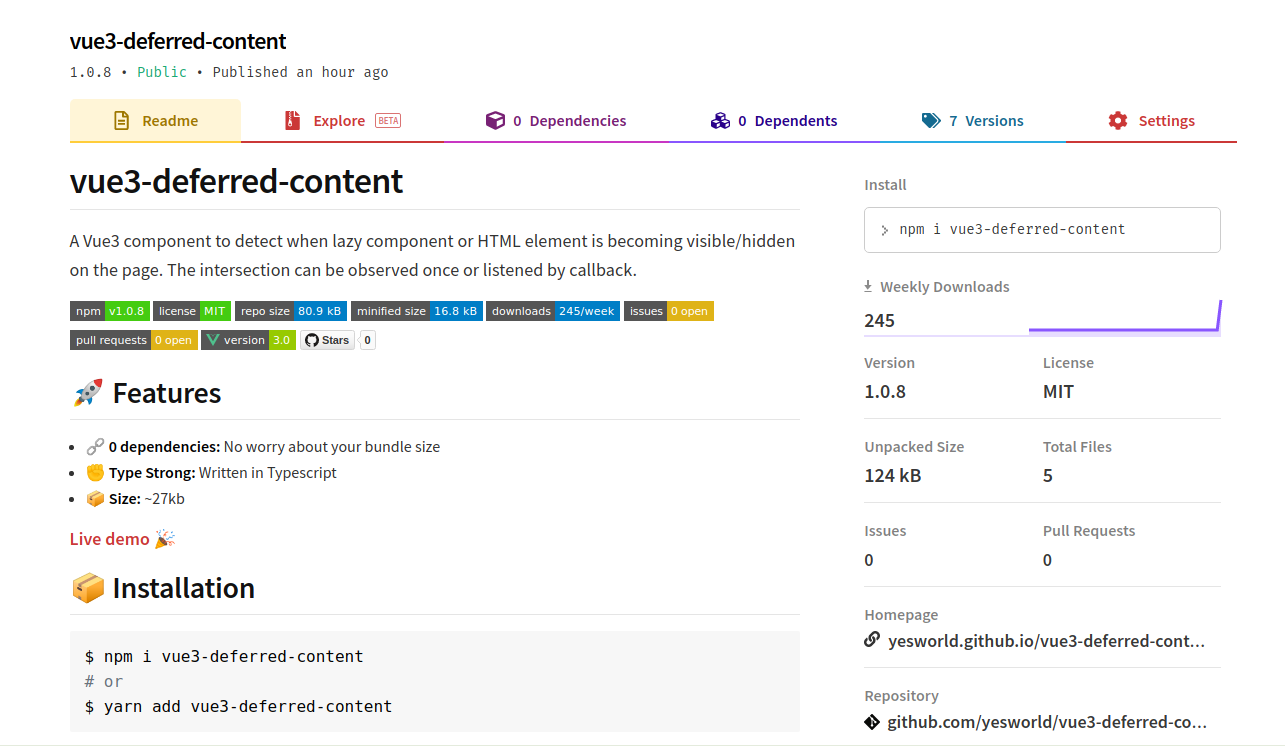 vue3-deferred-content
1.0.8 • Public • Published an hour ago
Readme
Explore BETA
0 Dependencies
0 Dependents
7 Versions
Settings
vue3-deferred-content
A Vue3 component to detect when lazy component or HTML element is becoming visible/hidden
on the page. The intersection can be observed once or listened by callback.
npm v1.0.8 license MIT repo size 80.9 kB minified size 16.8 kB downloads 245/week issues 0 open
pull requests 0 open version 3.0 Stars 0
🚀 Features
• 🔗 0 dependencies: No worry about your bundle size
• ✊ Type Strong: Written in Typescript
• 📦 Size: ~27kb
Live demo 🎉
📦 Installation
$ npm i vue3-deferred-content
# or
$ yarn add vue3-deferred-content
Install
> npm i vue3-deferred-content
Weekly Downloads
245
Version
1.0.8
License
MIT
Unpacked Size
124 kB
Total Files
5
Issues
0
Pull Requests
0
Homepage
yesworld.github.io/vue3-deferred-cont...
Repository
github.com/yesworld/vue3-deferred-co...